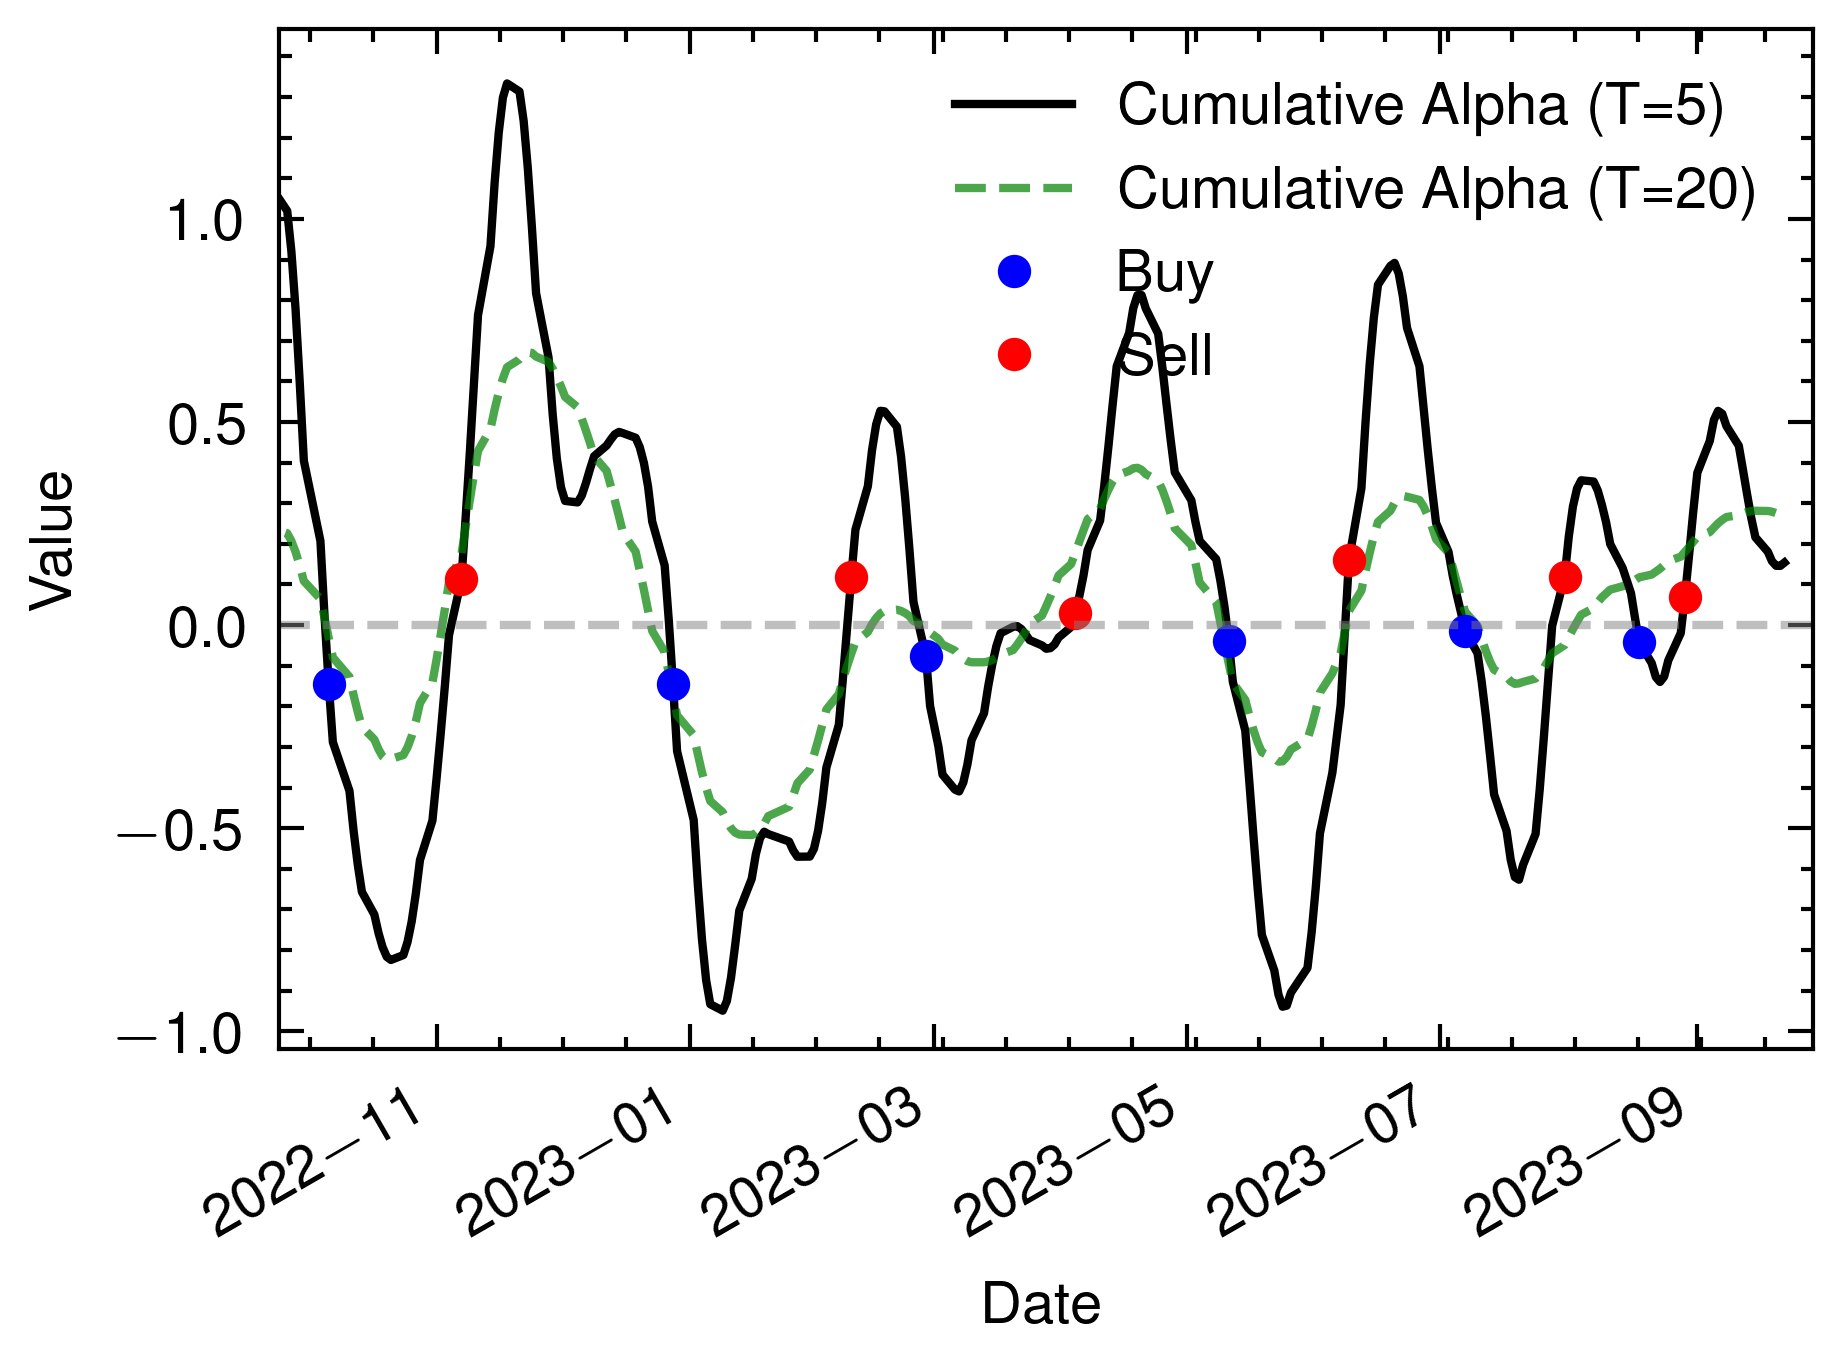 Cumulative Alpha (T=5)
Cumulative Alpha (T=20)
Buy
Sell
1.0
0.5
0.0
−0.5
−1.0
Value
2022−11
2023−01
2023−03
2023−05
2023−07
2023−09
Date